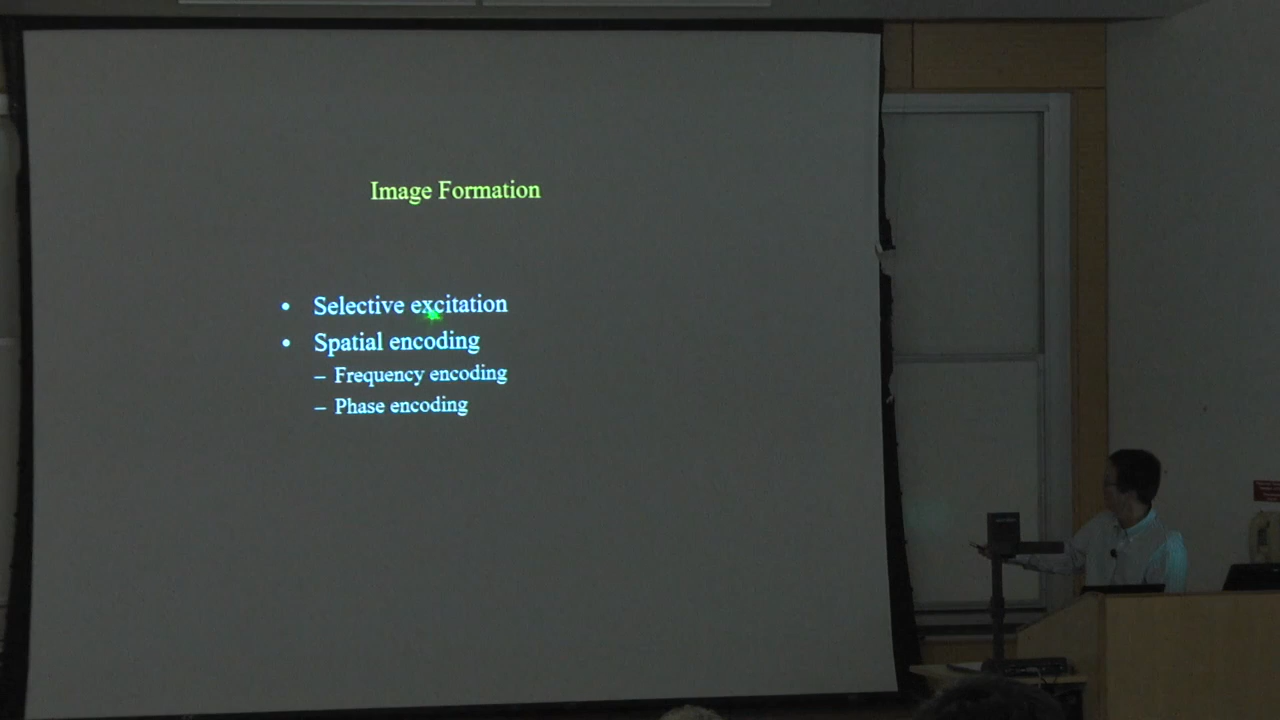 Image Formation
• Selective excitation
• Spatial encoding
– Frequency encoding
– Phase encoding